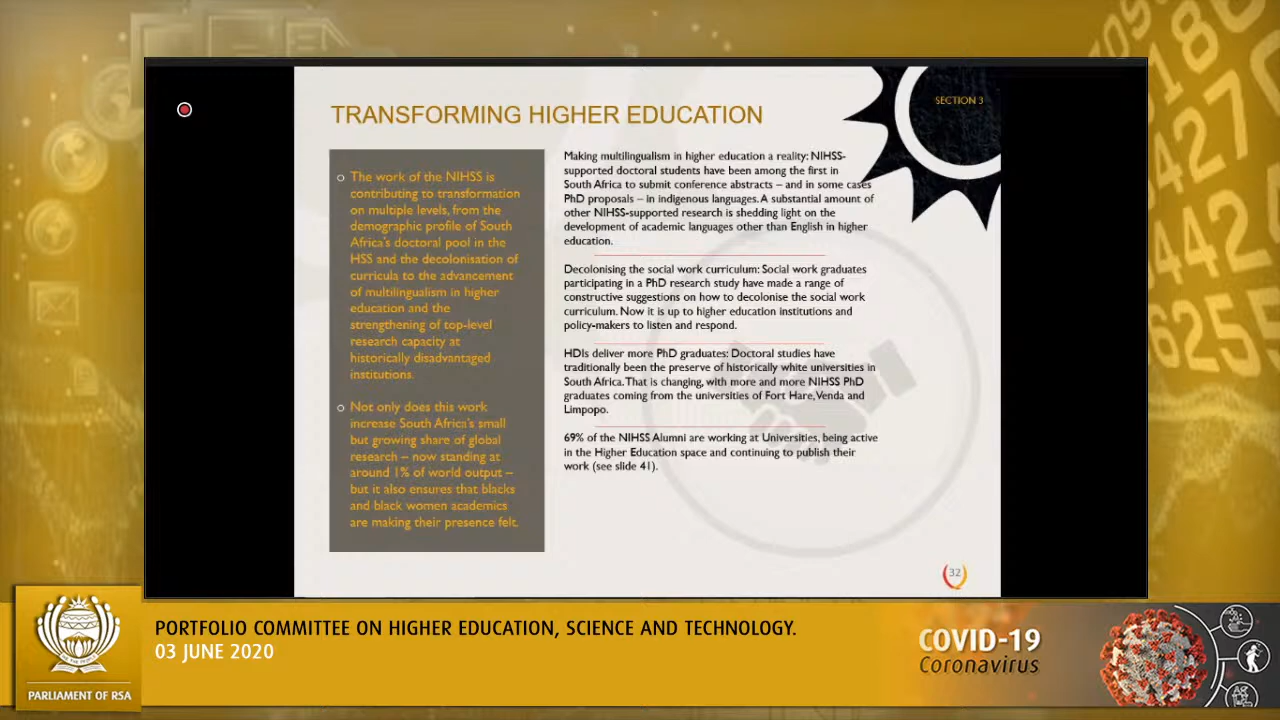 SECTION 3
TRANSFORMING HIGHER EDUCATION
The work of the NIHSS is
contributing to transformation
on multiple levels, from the
demographic profile of South
Africa's doctoral pool in the
HSS and the decolonisation of
curricula to the advancement
of multilingualism in higher
education and the
strengthening of top-level
research capacity at
historically disadvantaged
institutions.
Not only does this work
increase South Africa's small
but growing share of global
research – now standing at
around 1% of world output –
but it also ensures that blacks
and black women academics
are making their presence felt.
Making multilingualism in higher education a reality: NIHSS-
supported doctoral students have been among the first in
South Africa to submit conference abstracts – and in some cases
PhD proposals – in indigenous languages. A substantial amount of
other NIHSS-supported research is shedding light on the
development of academic languages other than English in higher
education.
Decolonising the social work curriculum: Social work graduates
participating in a PhD research study have made a range of
constructive suggestions on how to decolonise the social work
curriculum. Now it is up to higher education institutions and
policy-makers to listen and respond.
HDIs deliver more PhD graduates: Doctoral studies have
traditionally been the preserve of historically white universities in
South Africa. That is changing, with more and more NIHSS PhD
graduates coming from the universities of Fort Hare, Venda and
Limpopo.
69% of the NIHSS Alumni are working at Universities, being active
in the Higher Education space and continuing to publish their
work (see slide 41).
32
PORTFOLIO COMMITTEE ON HIGHER EDUCATION, SCIENCE AND TECHNOLOGY.
03 JUNE 2020
PARLIAMENT OF RSA
COVID-19
Coronavirus